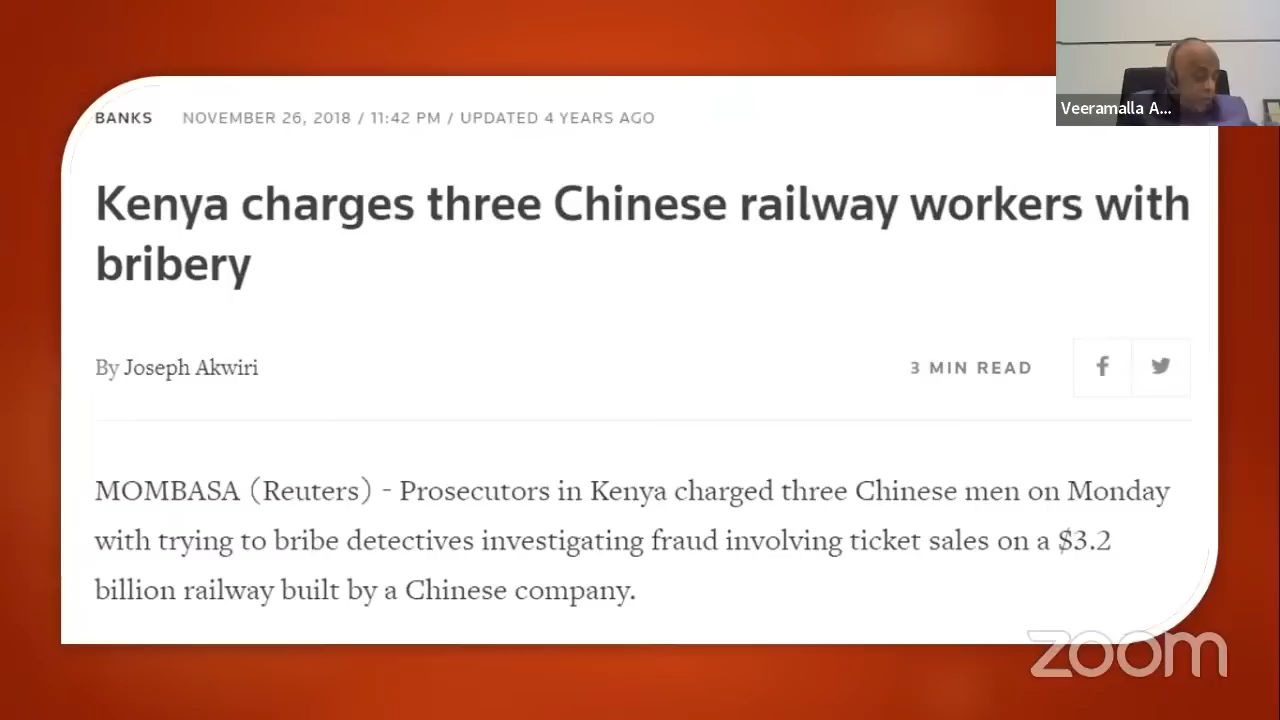 BANKS NOVEMBER 26, 2018 / 11:42 PM / UPDATED 4 YEARS AGO
Veeramalla A...
Kenya charges three Chinese railway workers with
bribery
By Joseph Akwiri
3 MIN READ
MOMBASA (Reuters) - Prosecutors in Kenya charged three Chinese men on Monday
with trying to bribe detectives investigating fraud involving ticket sales on a $3.2
billion railway built by a Chinese company.
zoom